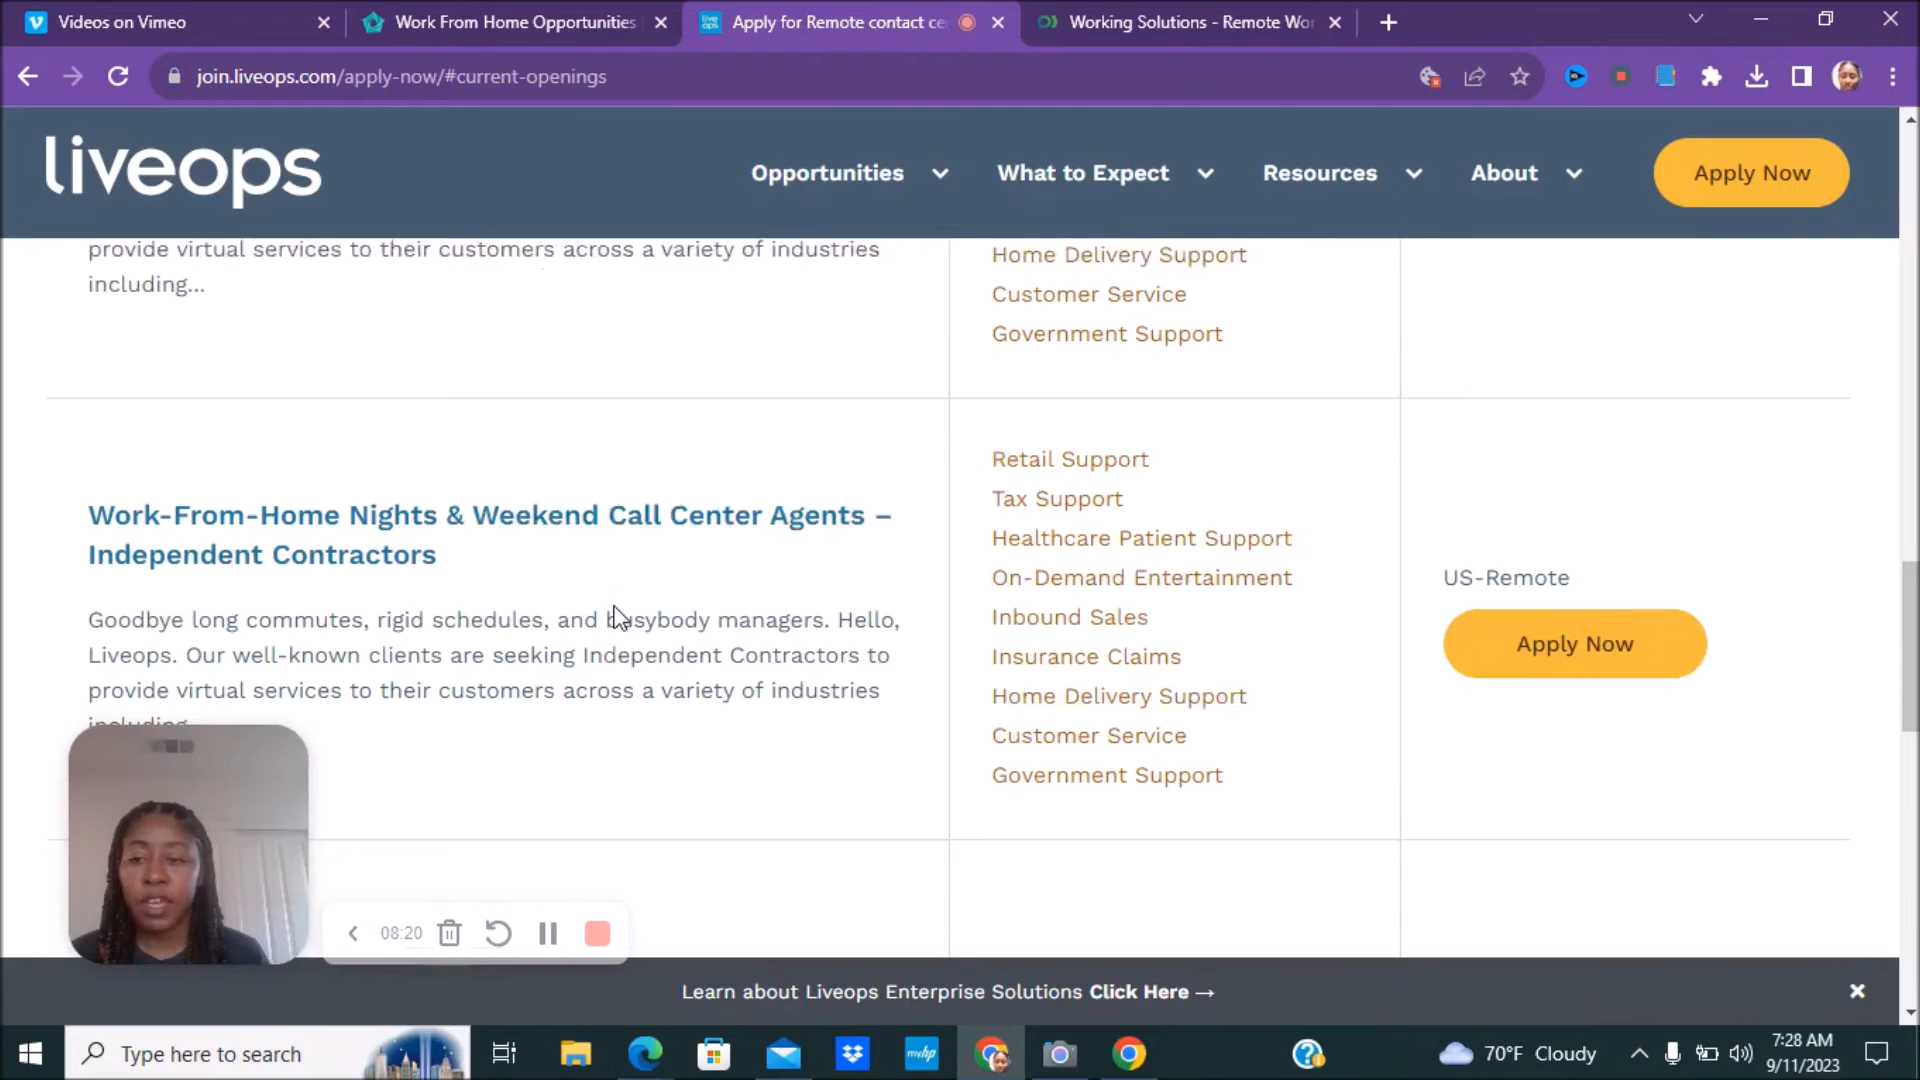 Videos on Vimeo
Work From Home Opportunities
Apply for Remote contact ce
Working Solutions - Remote Wo
join.liveops.com/apply-now/#current-openings
liveops
Opportunities
What to Expect
Resources
About
Apply Now
provide virtual services to their customers across a variety of industries
including...
Home Delivery Support
Customer Service
Government Support
Work-From-Home Nights & Weekend Call Center Agents –
Independent Contractors
Goodbye long commutes, rigid schedules, and busybody managers. Hello,
Liveops. Our well-known clients are seeking Independent Contractors to
provide virtual services to their customers across a variety of industries
including
Retail Support
Tax Support
Healthcare Patient Support
On-Demand Entertainment
Inbound Sales
Insurance Claims
Home Delivery Support
Customer Service
Government Support
US-Remote
Apply Now
08:20
Learn about Liveops Enterprise Solutions Click Here →
Type here to search
myhp
70°F Cloudy
7:28 AM
9/11/2023